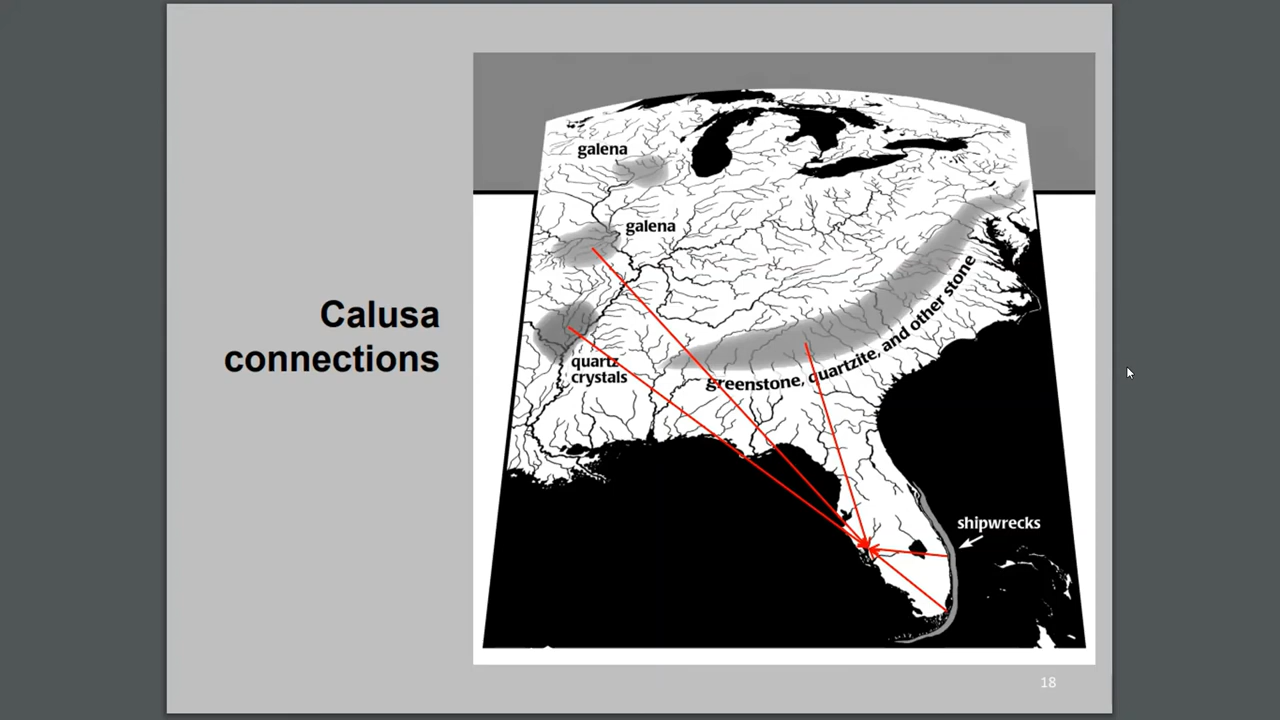 Calusa
connections
galena
galena
quartz
crystals
greenstone, quartzite, and other stone
shipwrecks
18